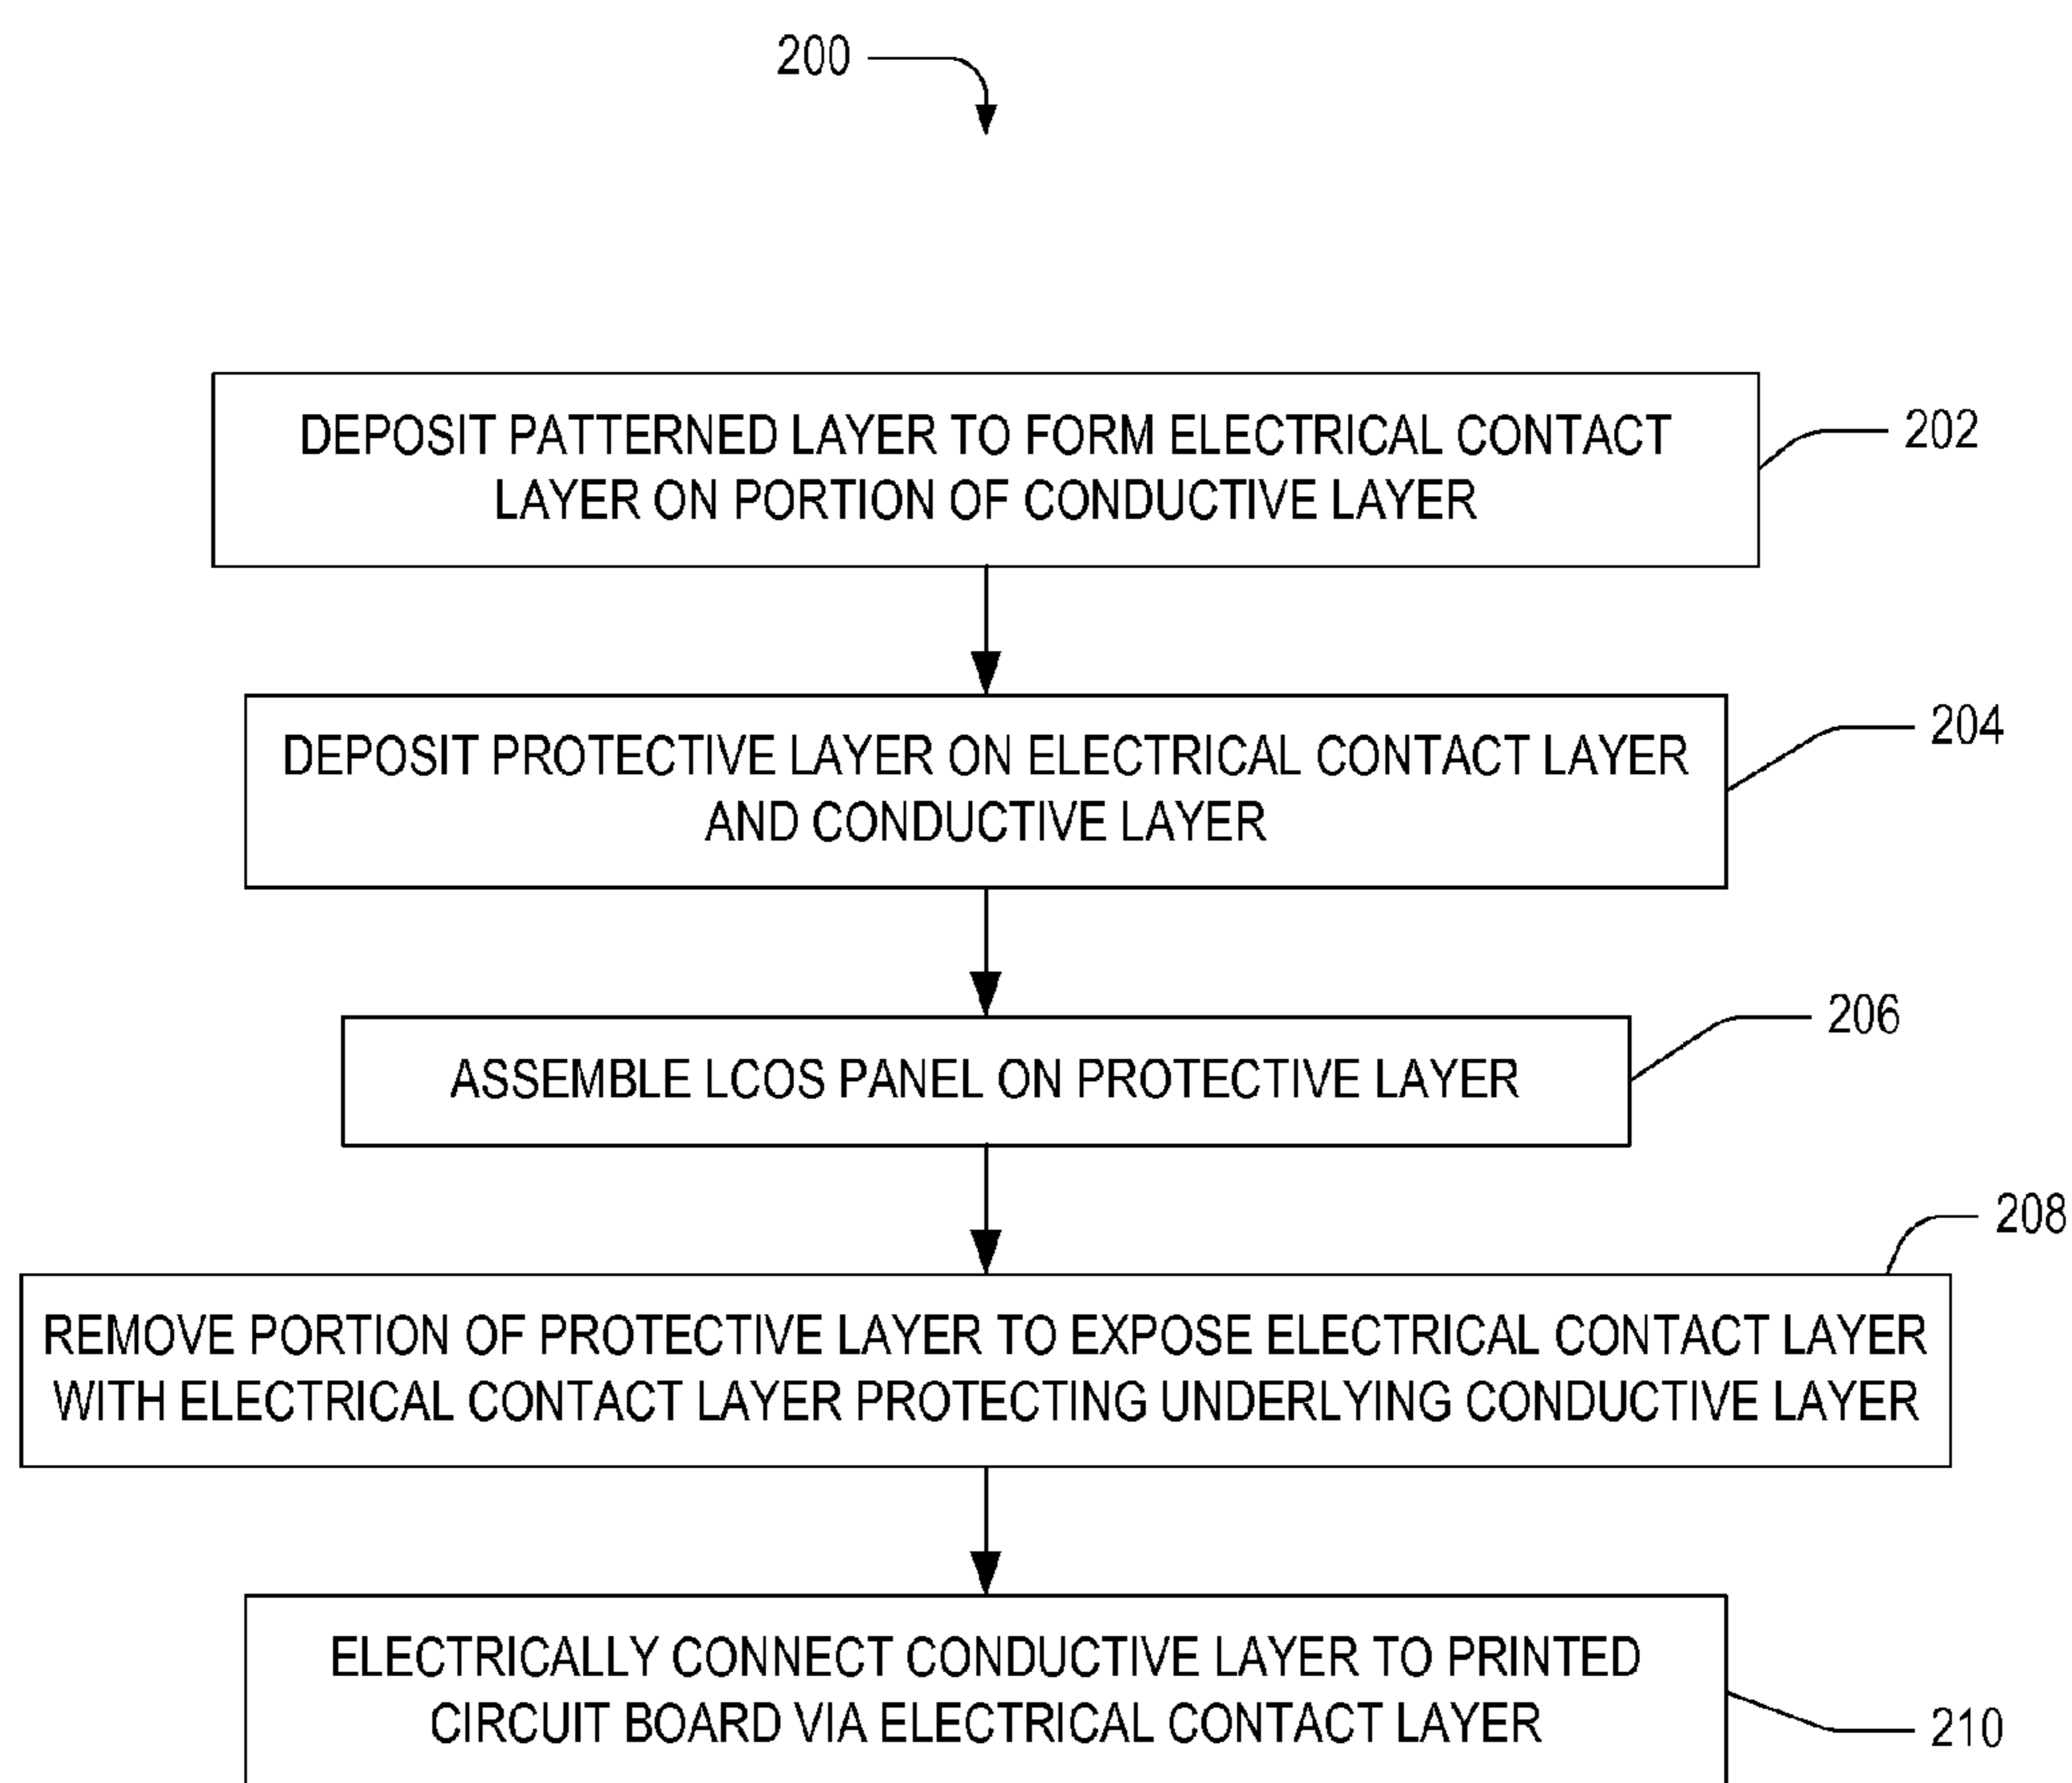 200
DEPOSIT PATTERNED LAYER TO FORM ELECTRICAL CONTACT
LAYER ON PORTION OF CONDUCTIVE LAYER
202
DEPOSIT PROTECTIVE LAYER ON ELECTRICAL CONTACT LAYER
AND CONDUCTIVE LAYER
204
ASSEMBLE LCOS PANEL ON PROTECTIVE LAYER
206
REMOVE PORTION OF PROTECTIVE LAYER TO EXPOSE ELECTRICAL CONTACT LAYER
WITH ELECTRICAL CONTACT LAYER PROTECTING UNDERLYING CONDUCTIVE LAYER
208
ELECTRICALLY CONNECT CONDUCTIVE LAYER TO PRINTED
CIRCUIT BOARD VIA ELECTRICAL CONTACT LAYER
210